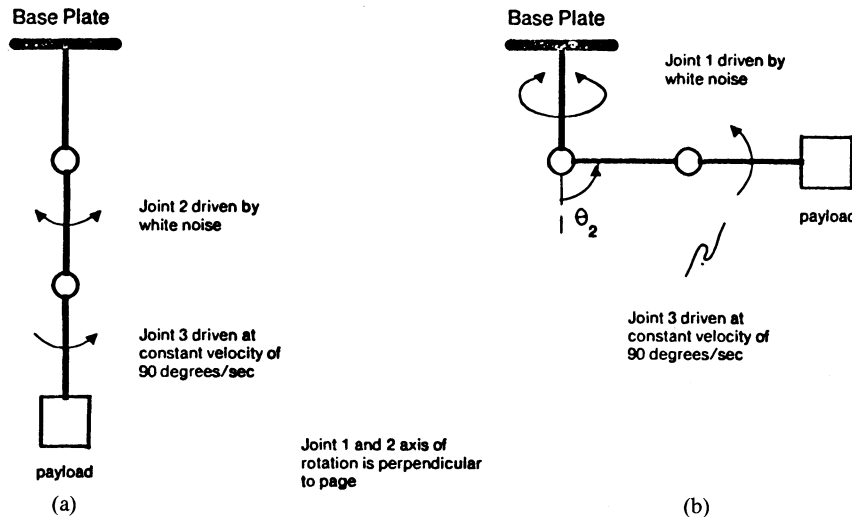 Base Plate
Joint 2 driven by
white noise
Joint 3 driven at
constant velocity of
90 degrees/sec
payload
(a)
Joint 1 and 2 axis of
rotation is perpendicular
to page
Base Plate
Joint 1 driven by
white noise
payload
θ2
Joint 3 driven at
constant velocity of
90 degrees/sec
(b)